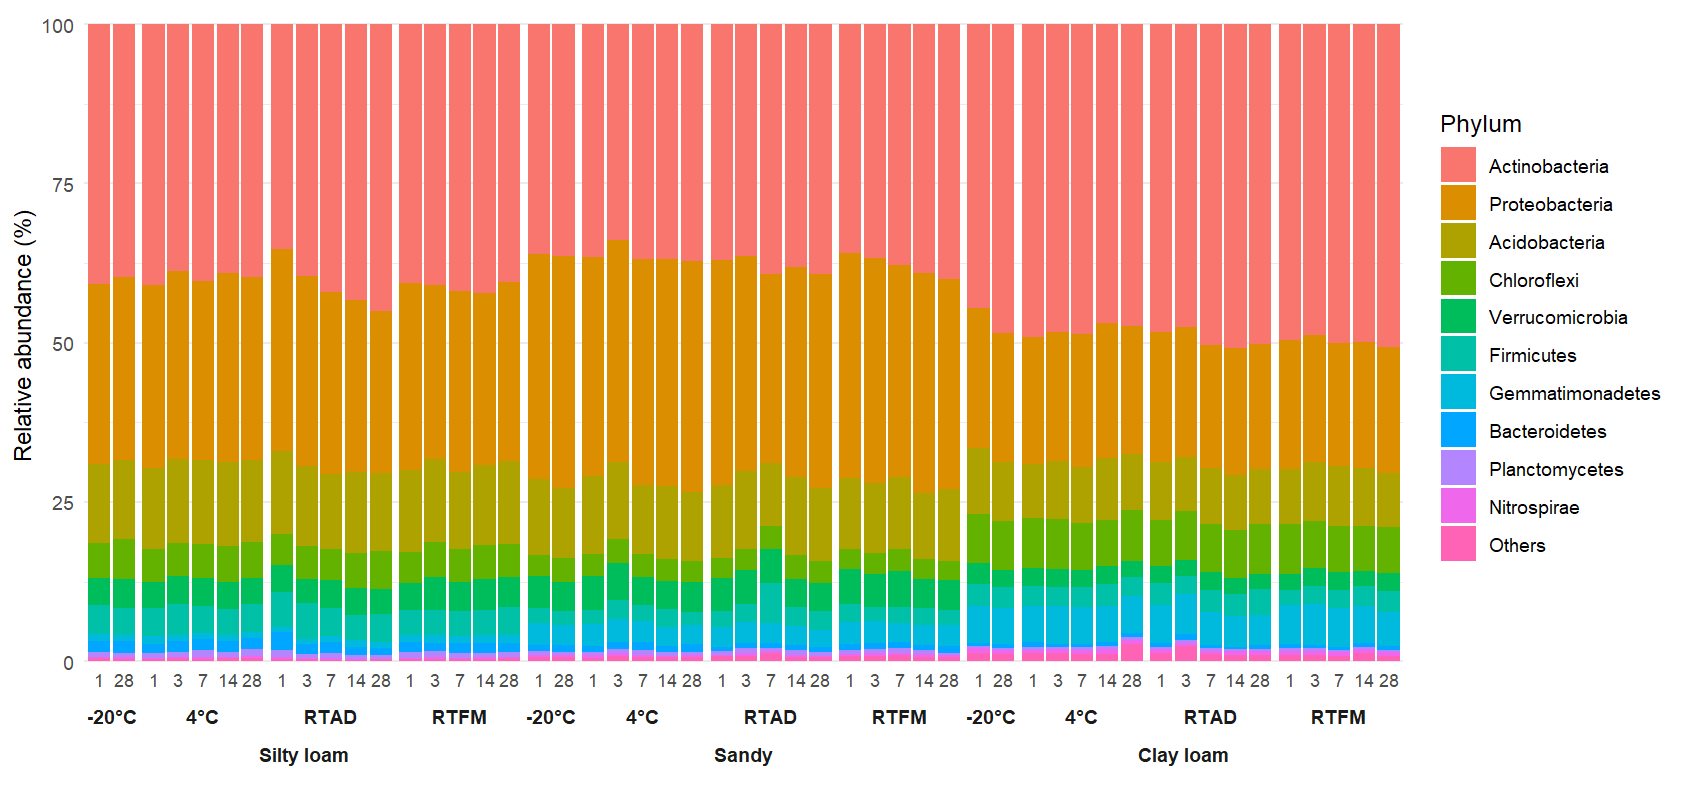 Relative abundance (%)
100
75
50
25
0
1 28 1 3 7 14 28 1 3 7 14 28 1 3 7 14 28 1 28 1 3 7 14 28 1 3 7 14 28 1 3 7 14 28 1 28 1 3 7 14 28 1 3 7 14 28 1 3 7 14 28
-20°C 4°C RTAD RTFM -20°C 4°C RTAD RTFM -20°C 4°C RTAD RTFM
Silty loam Sandy Clay loam
Phylum
Actinobacteria
Proteobacteria
Acidobacteria
Chloroflexi
Verrucomicrobia
Firmicutes
Gemmatimonadetes
Bacteroidetes
Planctomycetes
Nitrospirae
Others